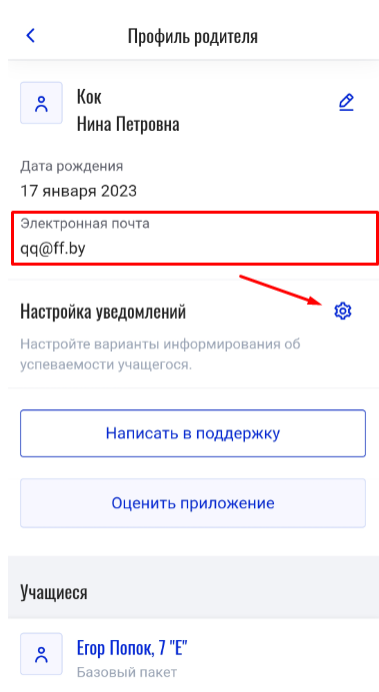 Профиль родителя
Кок
Нина Петровна
Дата рождения
17 января 2023
Электронная почта
qq@ff.by
Настройка уведомлений
Настройте варианты информирования об
успеваемости учащегося.
Написать в поддержку
Оценить приложение
Учащиеся
Егор Попок, 7 "Е"
Базовый пакет